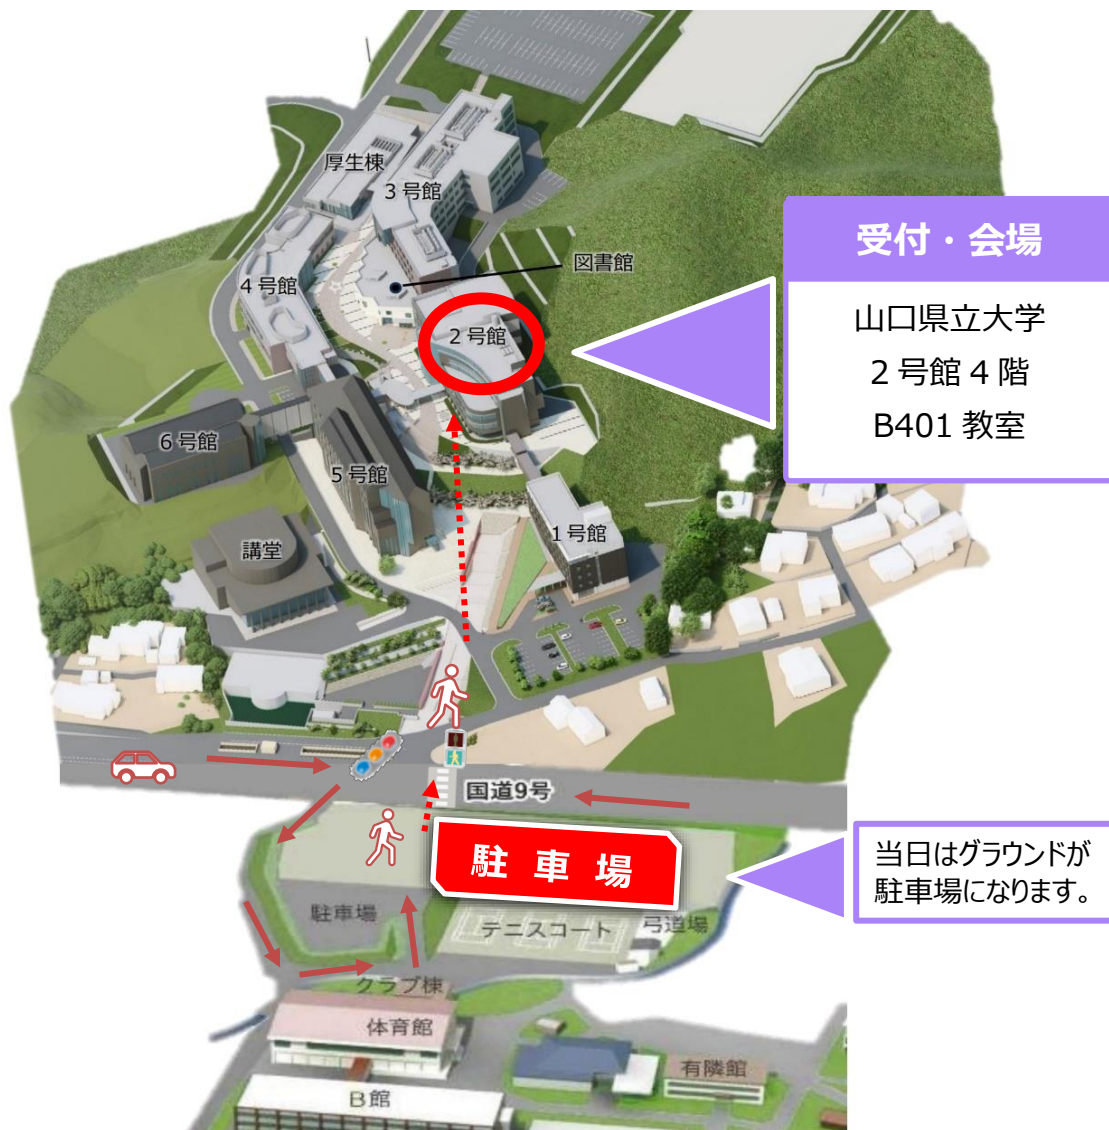 厚生棟
3号館
図書館
4号館
2号館
受付・会場
山口県立大学
2号館4階
B401教室
6号館
5号館
1号館
講堂
国道9号
駐車場
当日はグラウンドが
駐車場になります。
駐車場
テニスコート
弓道場
クラブ棟
体育館
有隣館
B館